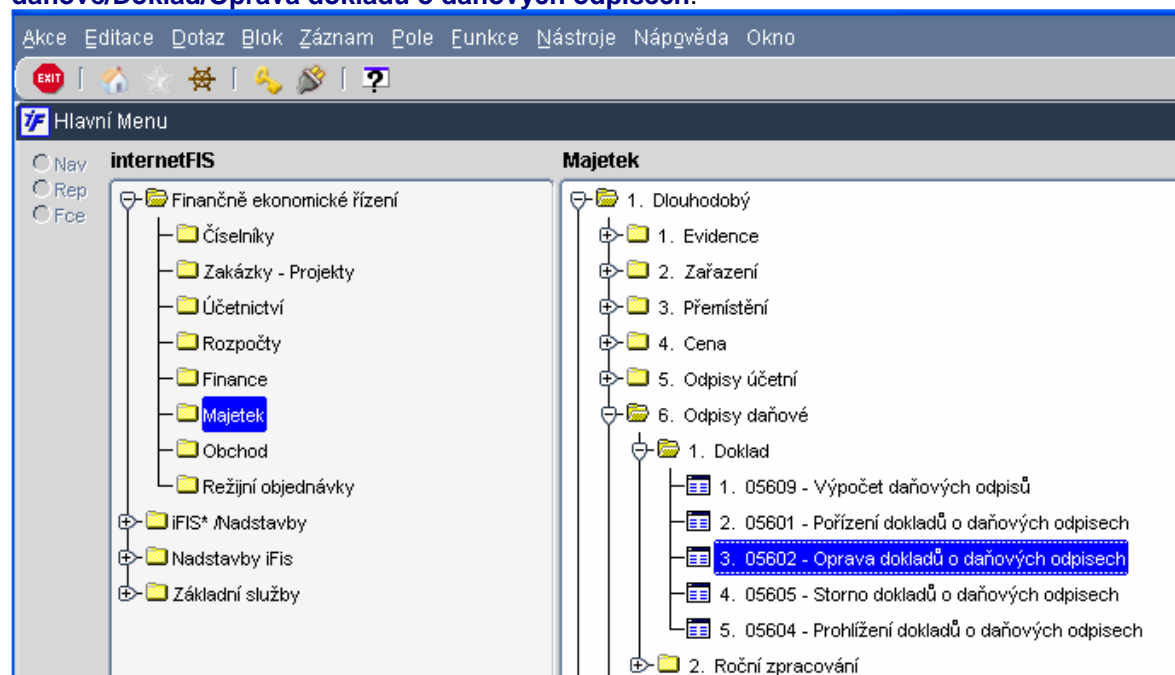 daňové/Doklad/Oprava dokladů o daňových odpisech.
Akce Editace Dotaz Blok Záznam Pole Funkce Nástroje Nápověda Okno
EXIT
Hlavní Menu
Nav
Rep
Fce
internetFIS
Finančně ekonomické řízení
Číselníky
Zakázky - Projekty
Účetnictví
Rozpočty
Finance
Majetek
Obchod
Režijní objednávky
iFIS* /Nadstavby
Nadstavby iFis
Základní služby
Majetek
1. Dlouhodobý
1. Evidence
2. Zařazení
3. Přemístění
4. Cena
5. Odpisy účetní
6. Odpisy daňové
1. Doklad
1. 05609 - Výpočet daňových odpisů
2. 05601 - Pořízení dokladů o daňových odpisech
3. 05602 - Oprava dokladů o daňových odpisech
4. 05605 - Storno dokladů o daňových odpisech
5. 05604 - Prohlížení dokladů o daňových odpisech
2. Roční zpracování